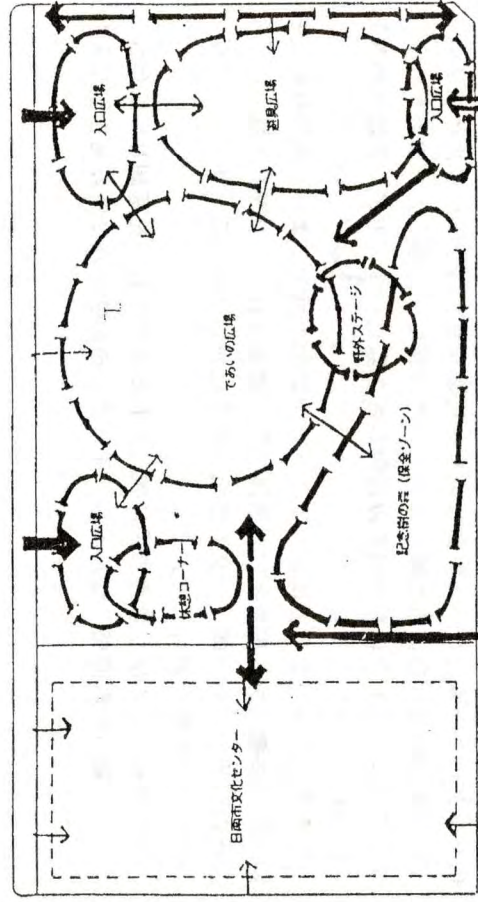 入口広場
遊具広場
入口広場
であいの広場
野外ステージ
入口広場
休憩コーナー
記念樹の森（保全ゾーン）
日南市文化センター